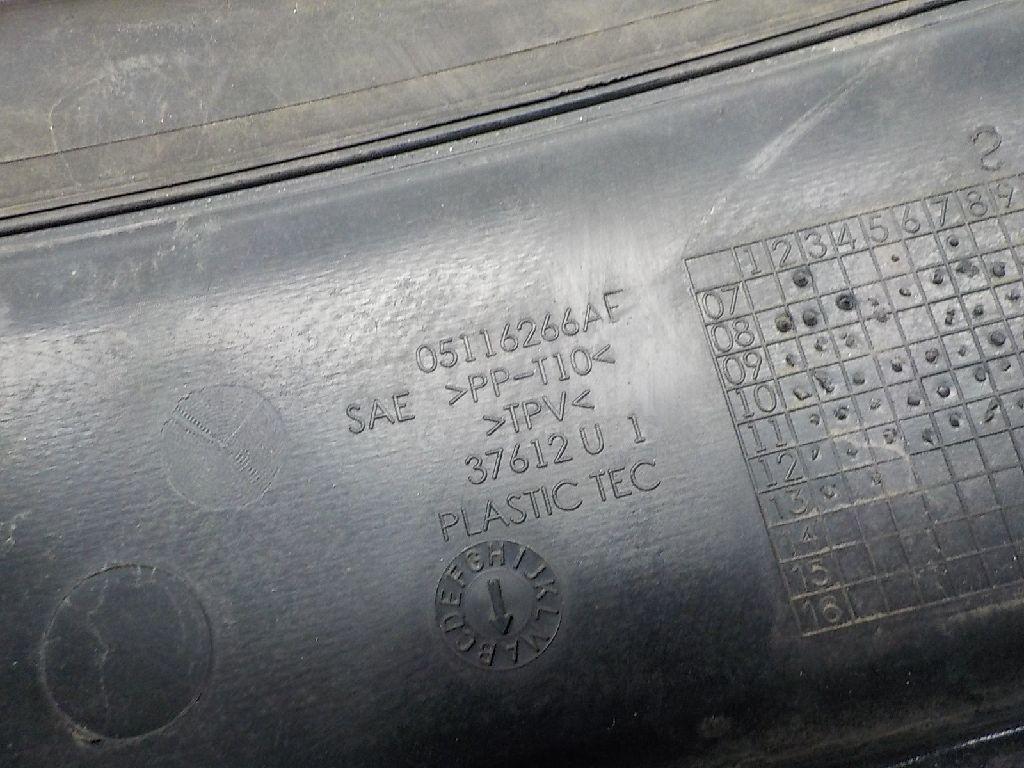 05116266AF
SAE >PP-T10<
>TPV<
37612 U 1
PLASTIC TEC
ABCDEFGHIJKLM
S
1 2 3 4 5 6 7 8 9
07
08
09
10
11
12
13
14
15
16